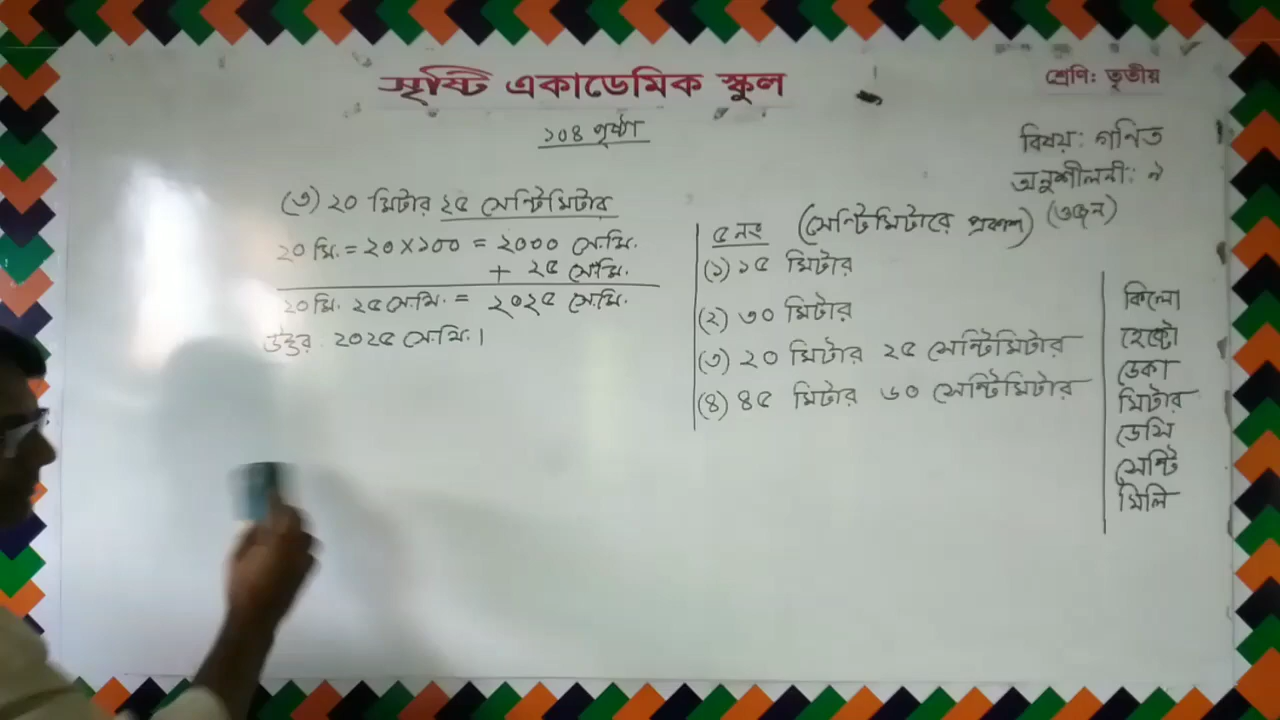 সৃষ্টি একাডেমিক স্কুল
শ্রেণি: তৃতীয়
১০৪ পৃষ্ঠা
বিষয়: গণিত
অনুশীলনী: ৯
(ওজন)
(৩) ২০ মিটার ২৫ সেন্টিমিটার
২০ মি. = ২০ X ১০০ = ২০০০ সে.মি.
+ ২৫ সে.মি.
২০ মি. ২৫ সে.মি. = ২০২৫ সে.মি.
উত্তর: ২০২৫ সে.মি.।
৫ নং (সেন্টিমিটারে প্রকাশ)
(১) ১৫ মিটার
(২) ৩০ মিটার
(৩) ২০ মিটার ২৫ সেন্টিমিটার
(৪) ৪৫ মিটার ৬০ সেন্টিমিটার
কিলো
হেক্টো
ডেকা
মিটার
ডেসি
সেন্টি
মিলি